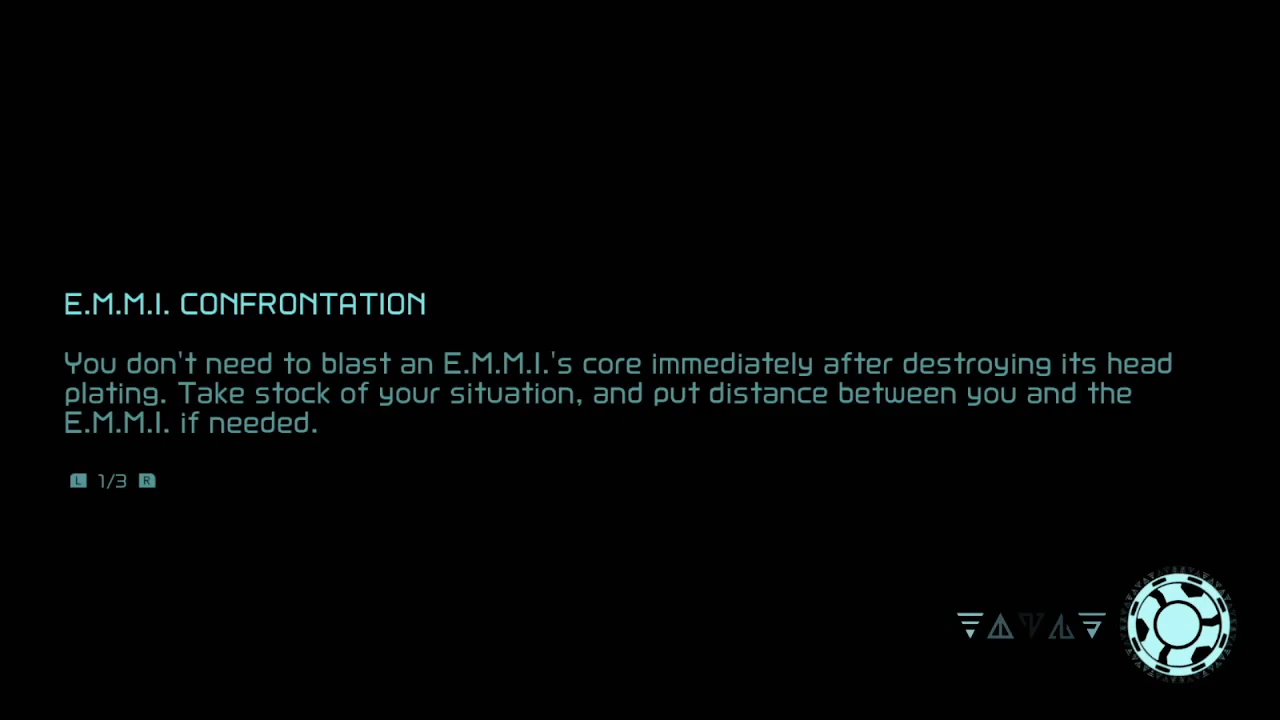 E.M.M.I. CONFRONTATION
You don't need to blast an E.M.M.I.'s core immediately after destroying its head
plating. Take stock of your situation, and put distance between you and the
E.M.M.I. if needed.
L 1/3 R